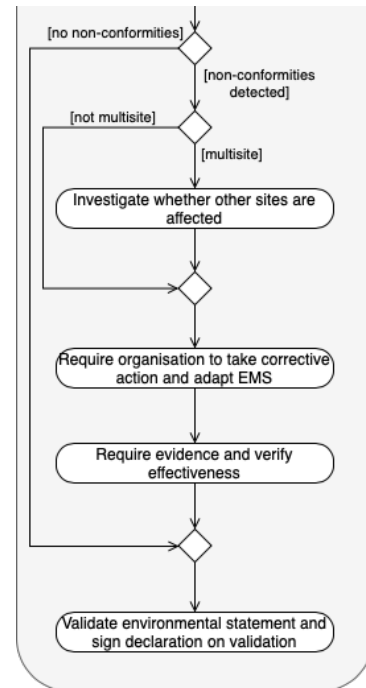 [no non-conformities]
[non-conformities
detected]
[not multisite]
[multisite]
Investigate whether other sites are
affected
Require organisation to take corrective
action and adapt EMS
Require evidence and verify
effectiveness
Validate environmental statement and
sign declaration on validation